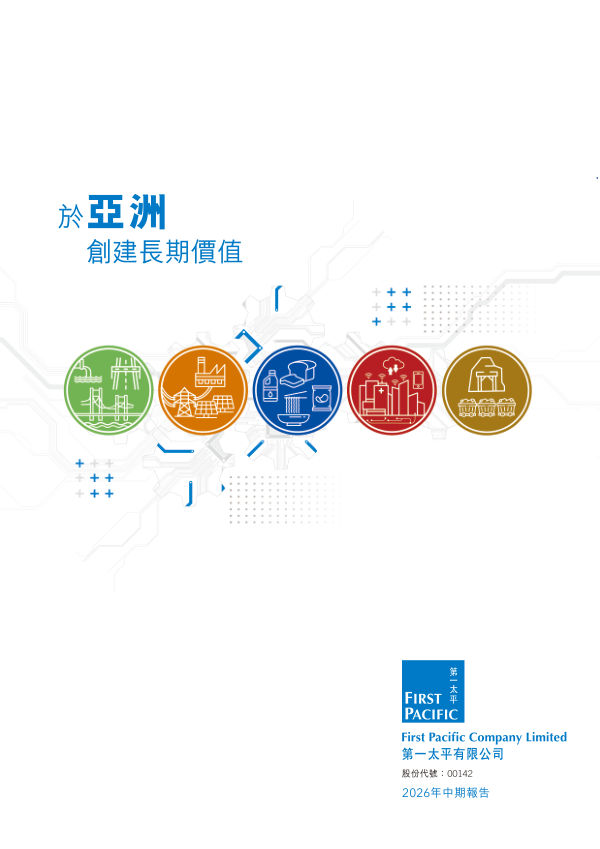 於亞洲
創建長期價值
第一太平
FIRST
PACIFIC
First Pacific Company Limited
第一太平有限公司
股份代號：00142
2026年中期報告